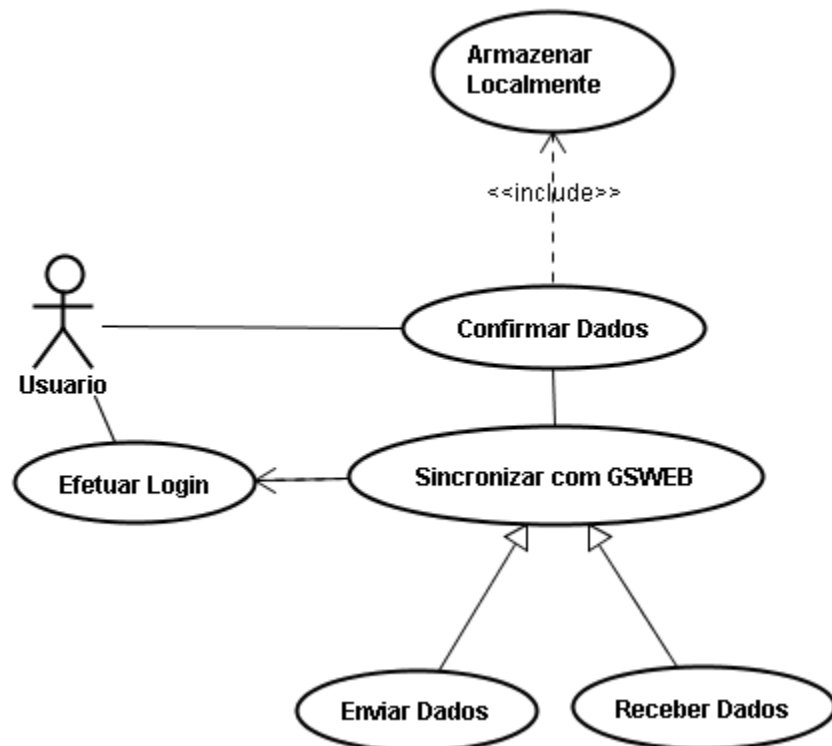 Armazenar
Localmente
<<include>>
Confirmar Dados
Usuario
Efetuar Login
Sincronizar com GSWEB
Enviar Dados
Receber Dados